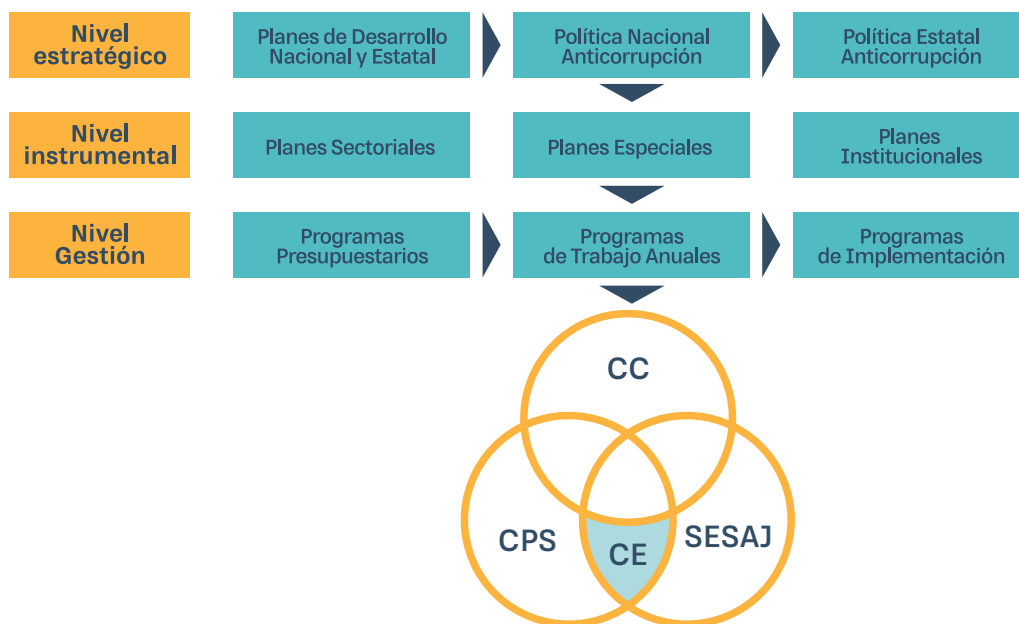 Nivel
estratégico
Planes de Desarrollo
Nacional y Estatal
Política Nacional
Anticorrupción
Política Estatal
Anticorrupción
Nivel
instrumental
Planes Sectoriales
Planes Especiales
Planes
Institucionales
Nivel
Gestión
Programas
Presupuestarios
Programas
de Trabajo Anuales
Programas
de Implementación
CC
CPS
CE
SESAJ